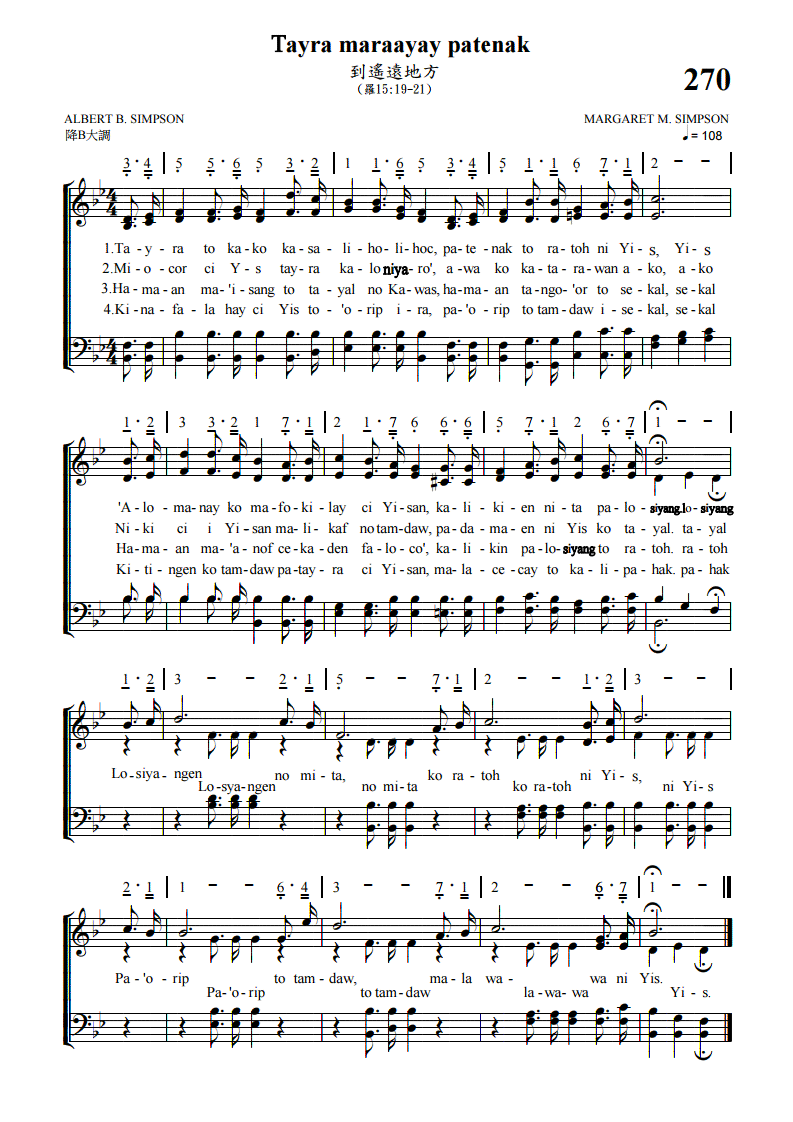 Tayra maraayay patenak
到遙遠地方
(羅15:19-21)
270
ALBERT B. SIMPSON
MARGARET M. SIMPSON
降B大調
♩= 108
3 · 4 | 5 5 · 6 5 3 · 2 | 1 1 · 6 5 3 · 4 | 5 1 · 1 6 7 · 1 | 2 – – |
1.Ta - y - ra to ka-ko ka-sa - li - ho-li-hoc, pa-te-nak to ra-toh ni Yi-s, Yi-s
2.Mi - o - cor ci Y - s tay-ra ka - lo niya-ro', a-wa ko ka-ta-ra-wan a-ko, a-ko
3.Ha - ma-an ma-'i-sang to ta-yal no Ka-was, ha-ma-an ta-ngo-'or to se-kal, se-kal
4.Ki-na-fa - la hay ci Yis to-'o-rip i-ra, pa-'o-rip to tam-daw i se-kal, se-kal
1 · 2 | 3 3 · 2 1 7 · 1 | 2 1 · 7 6 6 · 6 | 5 1 · 7 6 5 · 7 | 1 – – |
'A-lo-ma-nay ko ma-fo-ki-lay ci Yi-san, ka-li-ki-en ni-ta pa-lo-siyang.lo-siyang
Ni-ki ci i Yi-san ma-li-kaf no tam-daw, pa-da-ma-en ni Yis ko ta-yal. ta-yal
Ha-ma-an ma-'a-nof ce-ka-den fa-lo-co', ka-li-kin pa-lo-siyang to ra-toh. ra-toh
Ki-ti-ngen ko tam-daw pa-tay-ra ci Yi-san, ma-la-ce-cay to ka-li-pa-hak. pa-hak
1 · 2 | 3 – – 2 · 1 | 5 – – 7 · 1 | 2 – – 1 · 2 | 3 – – |
Lo-siya-ngen no mi-ta, no mi-ta ko ra-toh ni Yi-s, ni Yi-s
Lo-sya-ngen ko ra-toh
2 · 1 | 1 – – 6 · 4 | 3 – – 7 · 1 | 2 – – 6 · 7 | 1 –
Pa-'o-rip to tam-daw, ma-la wa- wa ni Yis.
Pa-'o-rip to tam-daw la-wa-wa Yi-s.